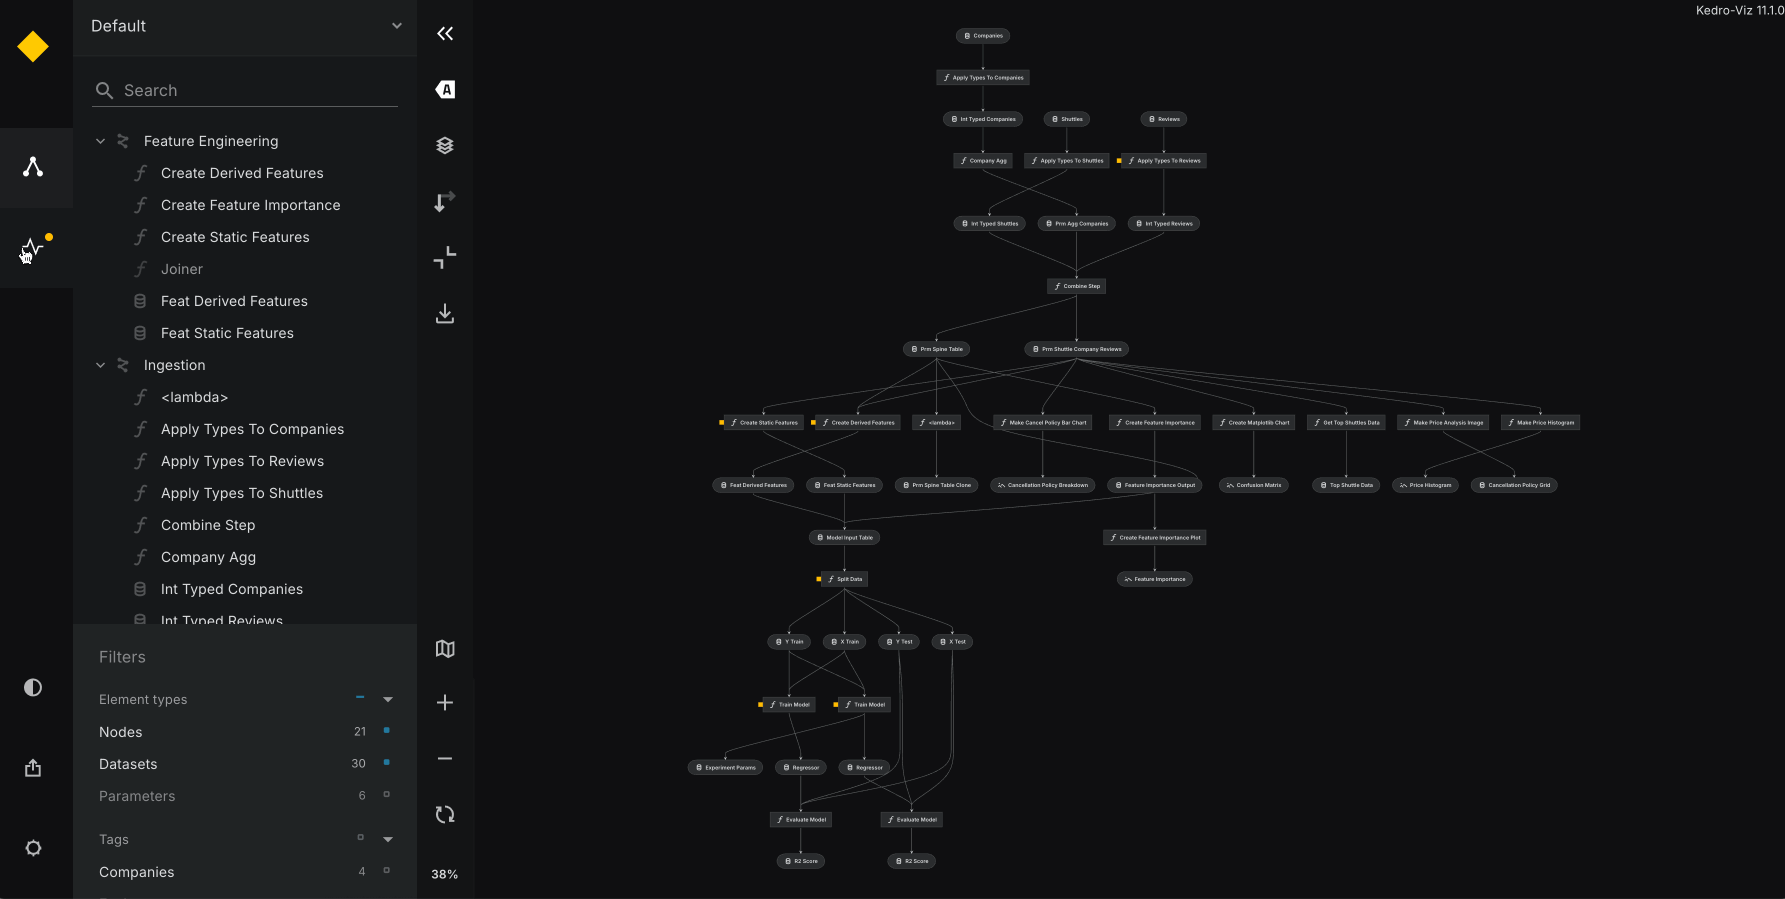 Default
Search
Feature Engineering
Create Derived Features
Create Feature Importance
Create Static Features
Joiner
Feat Derived Features
Feat Static Features
Ingestion
<lambda>
Apply Types To Companies
Apply Types To Reviews
Apply Types To Shuttles
Combine Step
Company Agg
Int Typed Companies
Int Typed Reviews
Filters
Element types
Nodes 21
Datasets 30
Parameters 6
Tags
Companies 4
A
38%
Kedro-Viz 11.1.0
Companies
Apply Types To Companies
Int Typed Companies Shuttles Reviews
Company Agg Apply Types To Shuttles Apply Types To Reviews
Int Typed Shuttles Prm Agg Companies Int Typed Reviews
Combine Step
Prm Spine Table Prm Shuttle Company Reviews
Create Static Features Create Derived Features <lambda> Make Cancel Policy Bar Chart Create Feature Importance Create Matplotlib Chart Get Top Shuttles Data Make Price Analysis Image Make Price Histogram
Feat Derived Features Feat Static Features Prm Spine Table Clone Cancellation Policy Breakdown Feature Importance Output Confusion Matrix Top Shuttle Data Price Histogram Cancellation Policy Grid
Model Input Table Create Feature Importance Plot
Split Data Feature Importance
Y Train X Train Y Test X Test
Train Model Train Model
Experiment Params Regressor Regressor
Evaluate Model Evaluate Model
R2 Score R2 Score